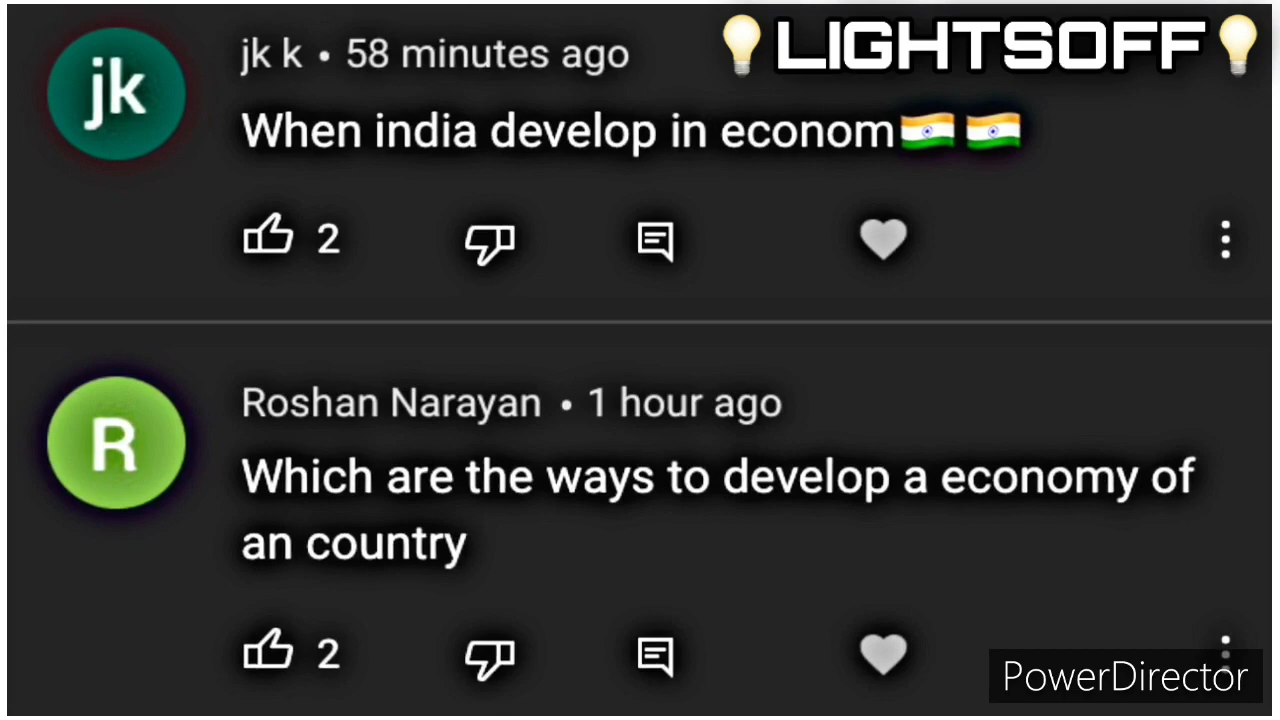 💡LIGHTSOFF💡
jk
jk k • 58 minutes ago
When india develop in econom🇮🇳🇮🇳
2
R
Roshan Narayan • 1 hour ago
Which are the ways to develop a economy of
an country
2
PowerDirector